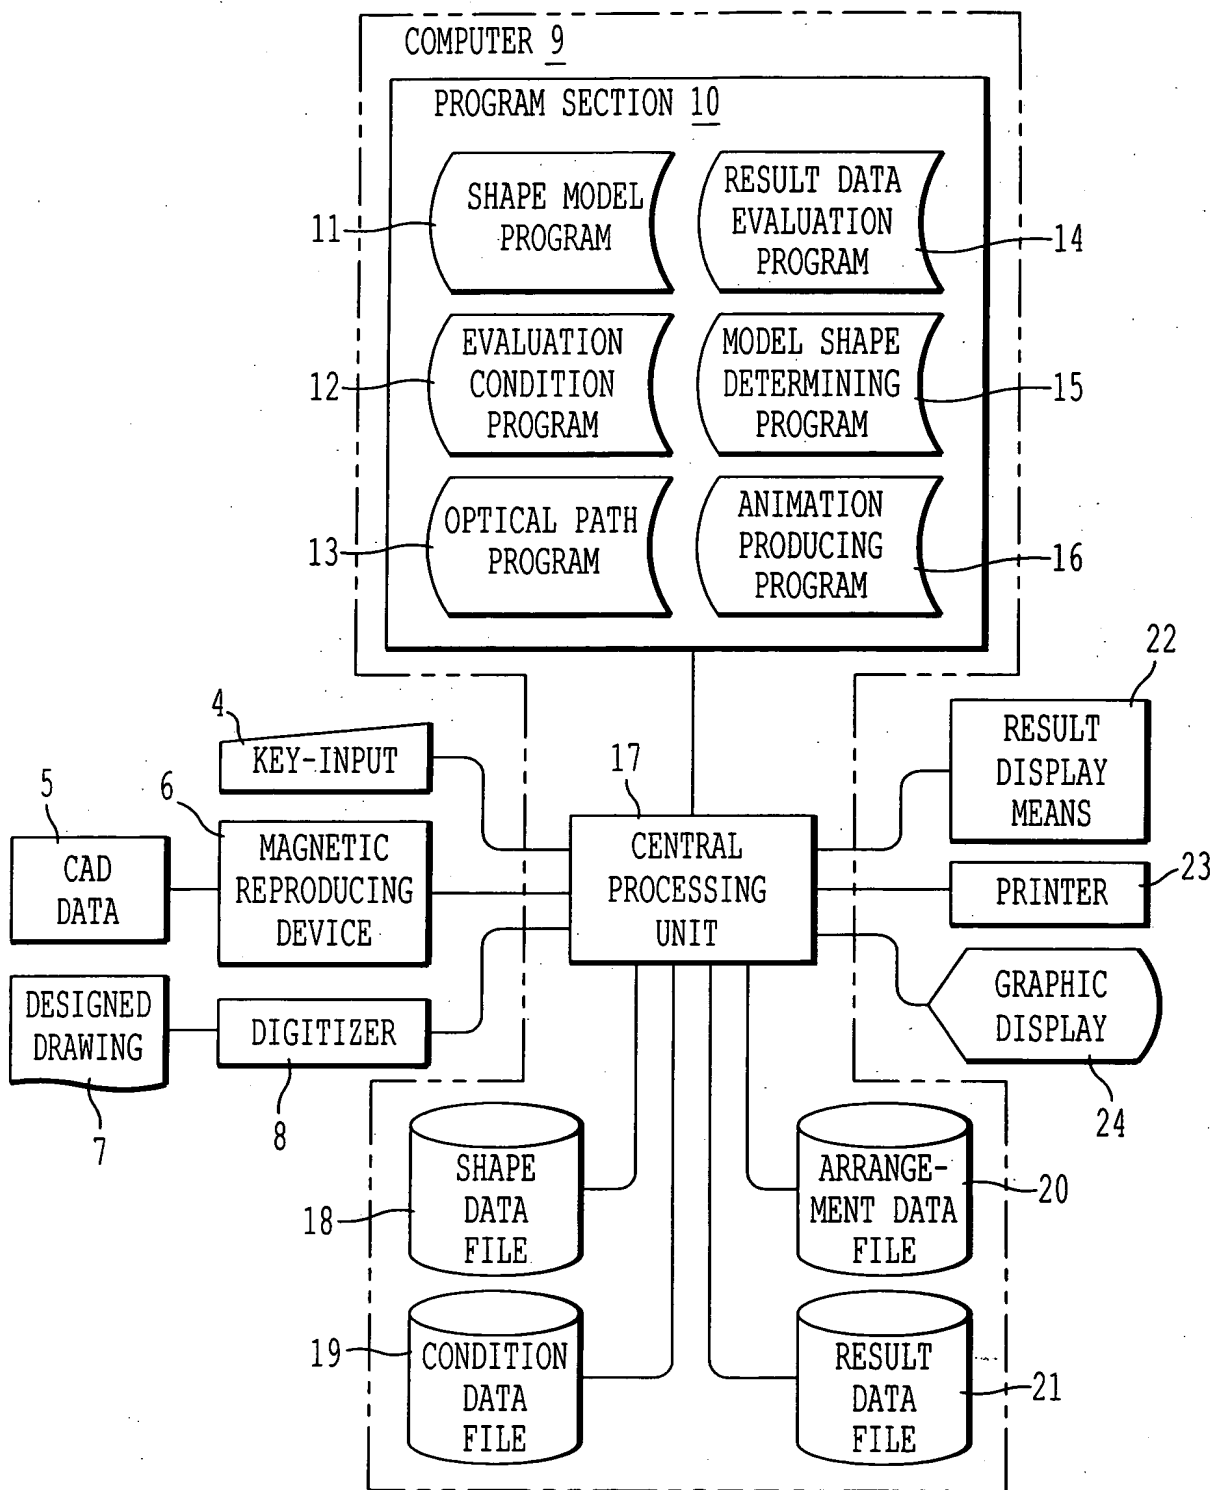 COMPUTER 9
PROGRAM SECTION 10
11
SHAPE MODEL
PROGRAM
RESULT DATA
EVALUATION
PROGRAM
14
12
EVALUATION
CONDITION
PROGRAM
MODEL SHAPE
DETERMINING
PROGRAM
15
13
OPTICAL PATH
PROGRAM
ANIMATION
PRODUCING
PROGRAM
16
4
KEY-INPUT
5
CAD
DATA
6
MAGNETIC
REPRODUCING
DEVICE
DESIGNED
DRAWING
7
DIGITIZER
8
17
CENTRAL
PROCESSING
UNIT
22
RESULT
DISPLAY
MEANS
PRINTER
23
GRAPHIC
DISPLAY
24
18
SHAPE
DATA
FILE
ARRANGE-
MENT DATA
FILE
20
19
CONDITION
DATA
FILE
RESULT
DATA
FILE
21